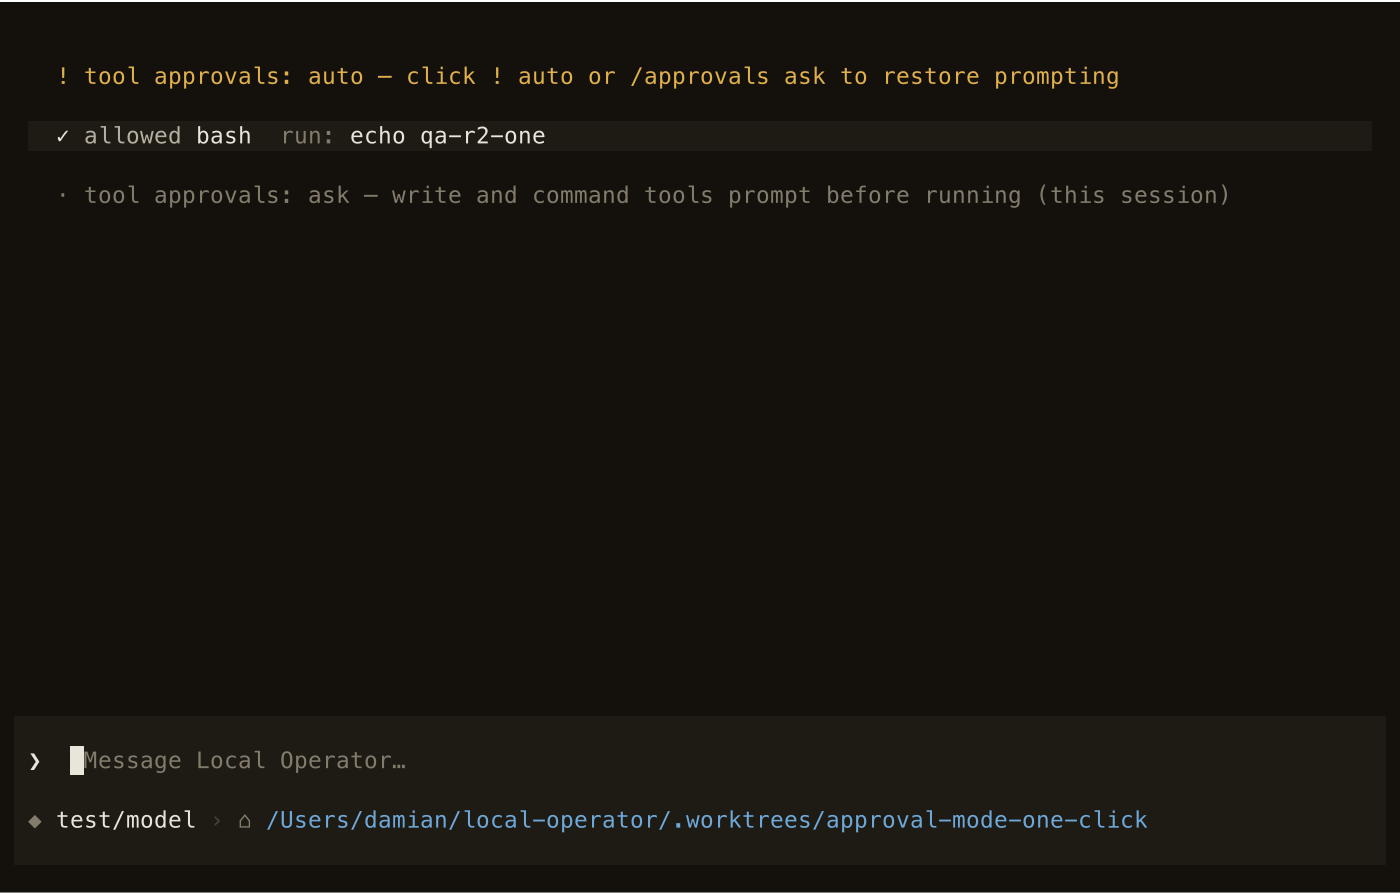 ! tool approvals: auto — click ! auto or /approvals ask to restore prompting
✓ allowed bash  run: echo qa-r2-one
· tool approvals: ask — write and command tools prompt before running (this session)
❯ Message Local Operator…
◆ test/model › ⌂ /Users/damian/local-operator/.worktrees/approval-mode-one-click